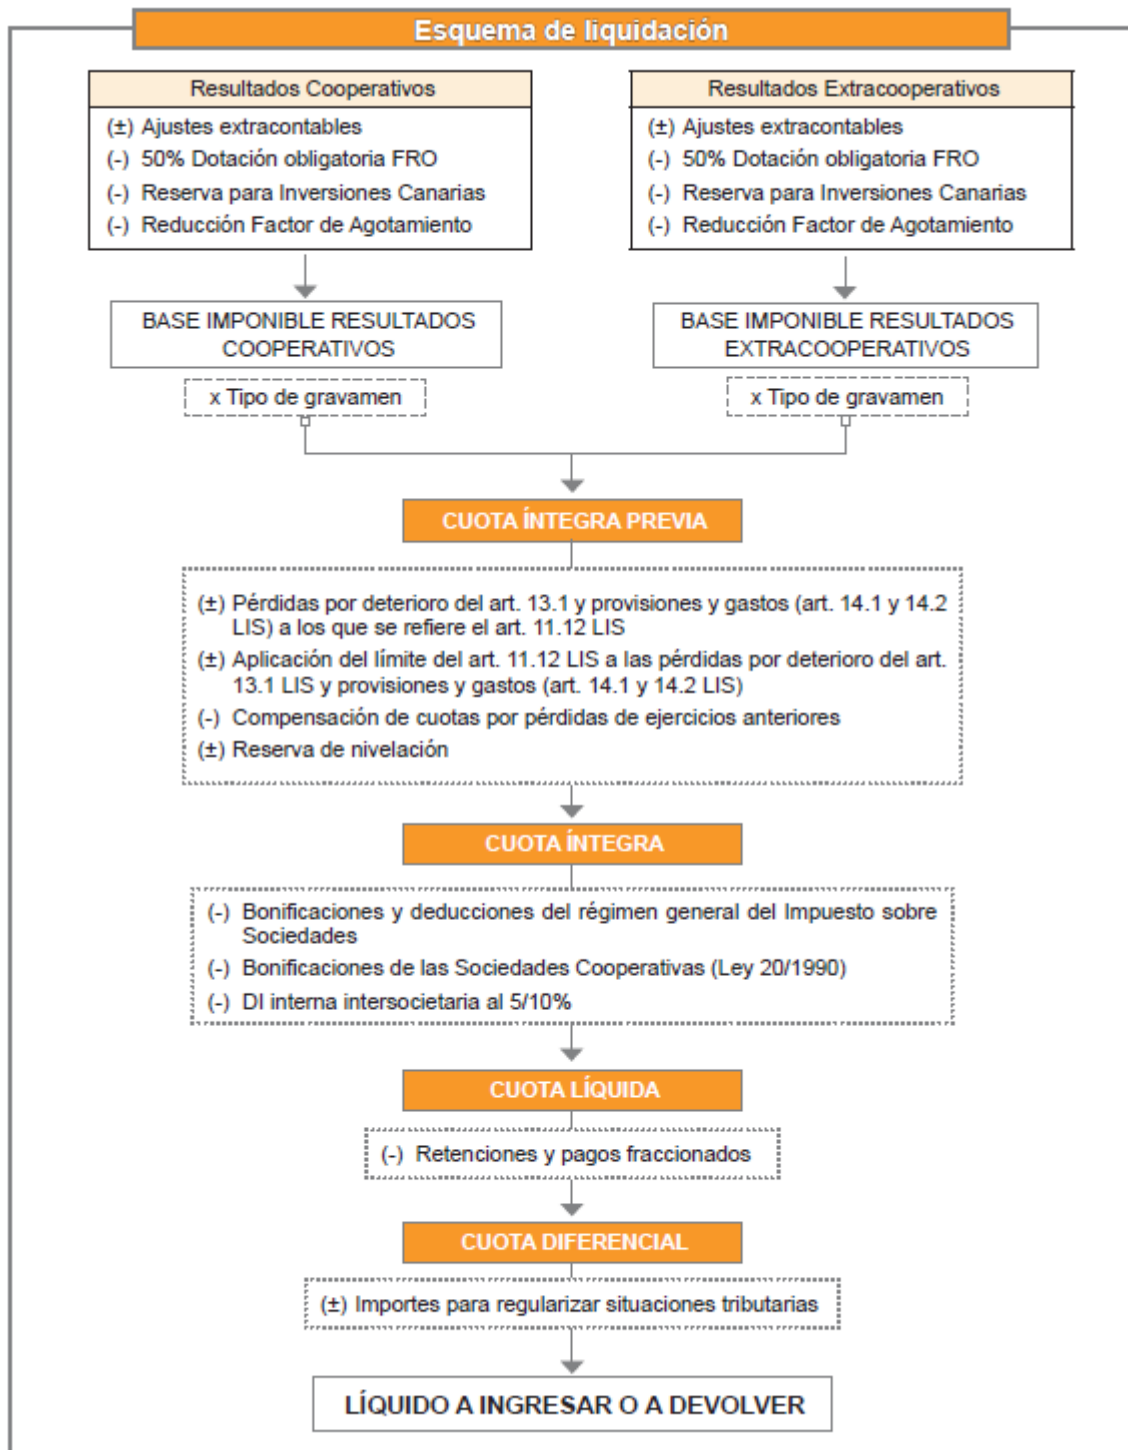 Esquema de liquidación
Resultados Cooperativos
(±) Ajustes extracontables
(-) 50% Dotación obligatoria FRO
(-) Reserva para Inversiones Canarias
(-) Reducción Factor de Agotamiento
Resultados Extracooperativos
(±) Ajustes extracontables
(-) 50% Dotación obligatoria FRO
(-) Reserva para Inversiones Canarias
(-) Reducción Factor de Agotamiento
BASE IMPONIBLE RESULTADOS
COOPERATIVOS
BASE IMPONIBLE RESULTADOS
EXTRACOOPERATIVOS
x Tipo de gravamen
x Tipo de gravamen
CUOTA ÍNTEGRA PREVIA
(±) Pérdidas por deterioro del art. 13.1 y provisiones y gastos (art. 14.1 y 14.2
LIS) a los que se refiere el art. 11.12 LIS
(±) Aplicación del límite del art. 11.12 LIS a las pérdidas por deterioro del art.
13.1 LIS y provisiones y gastos (art. 14.1 y 14.2 LIS)
(-) Compensación de cuotas por pérdidas de ejercicios anteriores
(±) Reserva de nivelación
CUOTA ÍNTEGRA
(-) Bonificaciones y deducciones del régimen general del Impuesto sobre
Sociedades
(-) Bonificaciones de las Sociedades Cooperativas (Ley 20/1990)
(-) DI interna intersocietaria al 5/10%
CUOTA LÍQUIDA
(-) Retenciones y pagos fraccionados
CUOTA DIFERENCIAL
(±) Importes para regularizar situaciones tributarias
LÍQUIDO A INGRESAR O A DEVOLVER